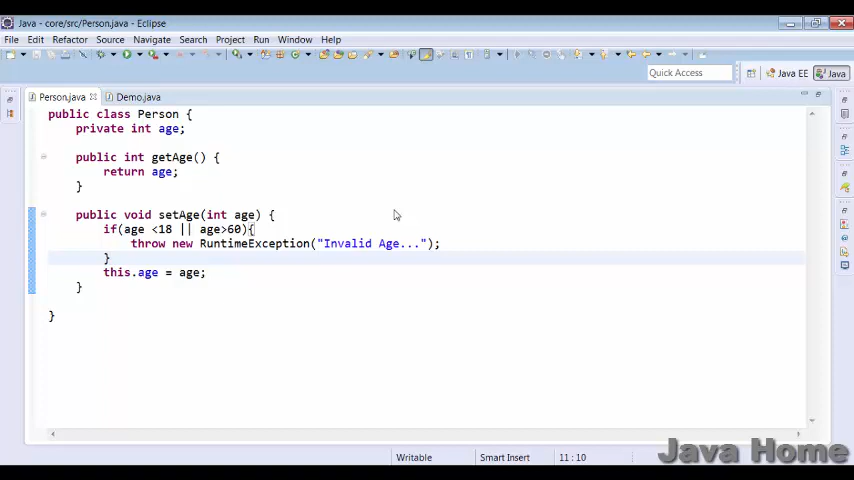 Java - core/src/Person.java - Eclipse
File Edit Refactor Source Navigate Search Project Run Window Help
Quick Access Java EE Java
Person.java Demo.java
public class Person {
private int age;
public int getAge() {
return age;
}
public void setAge(int age) {
if(age <18 || age>60){
throw new RuntimeException("Invalid Age...");
}
this.age = age;
}
}
Writable Smart Insert 11 : 10
Java Home